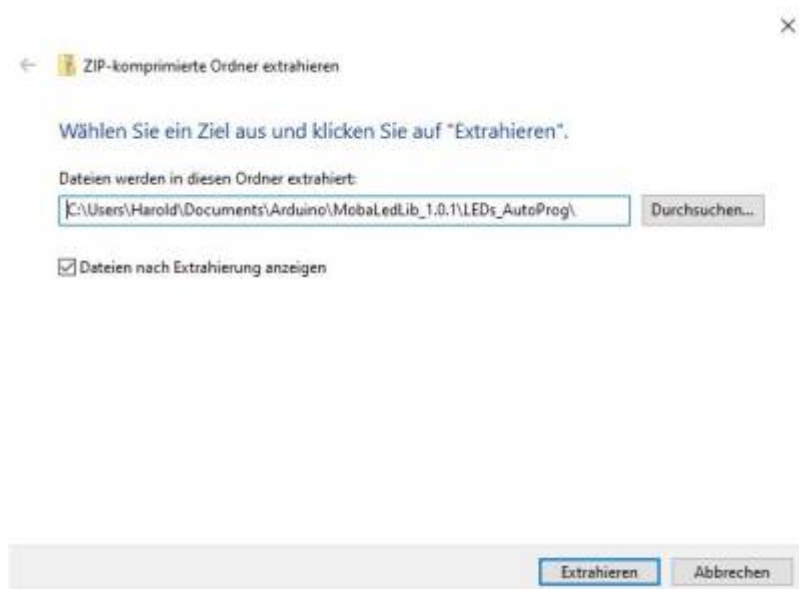 ZIP-komprimierte Ordner extrahieren
Wählen Sie ein Ziel aus und klicken Sie auf "Extrahieren".
Dateien werden in diesen Ordner extrahiert:
C:\Users\Harold\Documents\Arduino\MobaLedLib_1.0.1\LEDs_AutoProg\
Durchsuchen...
Dateien nach Extrahierung anzeigen
Extrahieren
Abbrechen